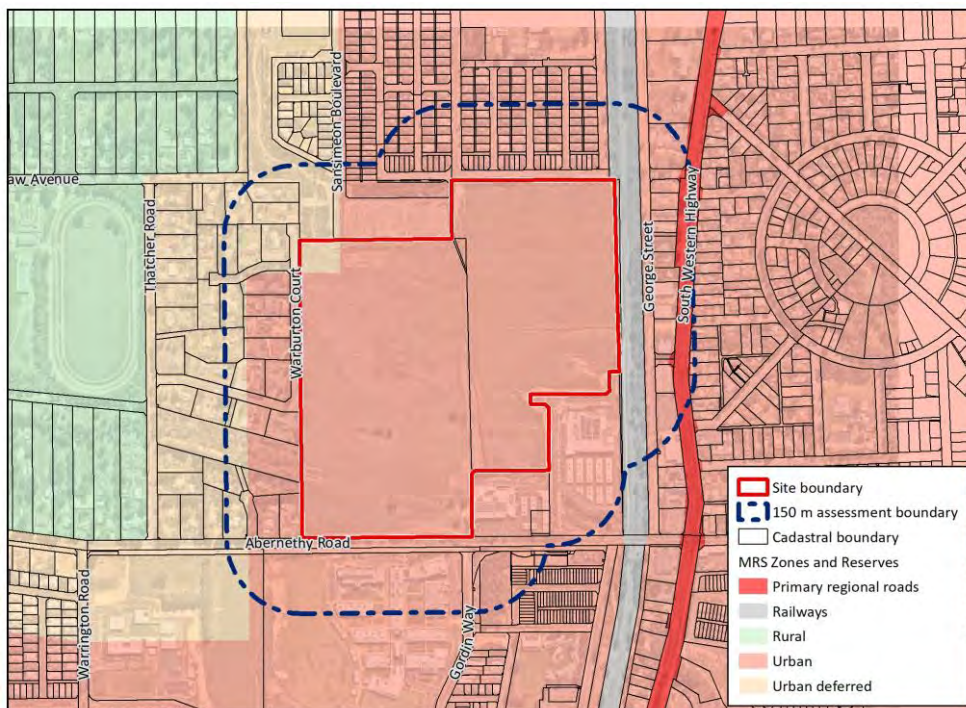 Sansimeon Boulevard
aw Avenue
Thatcher Road
Warburton Court
George Street
South Western Highway
Abernethy Road
Warrington Road
Gordin Way
Site boundary
150 m assessment boundary
Cadastral boundary
MRS Zones and Reserves
Primary regional roads
Railways
Rural
Urban
Urban deferred